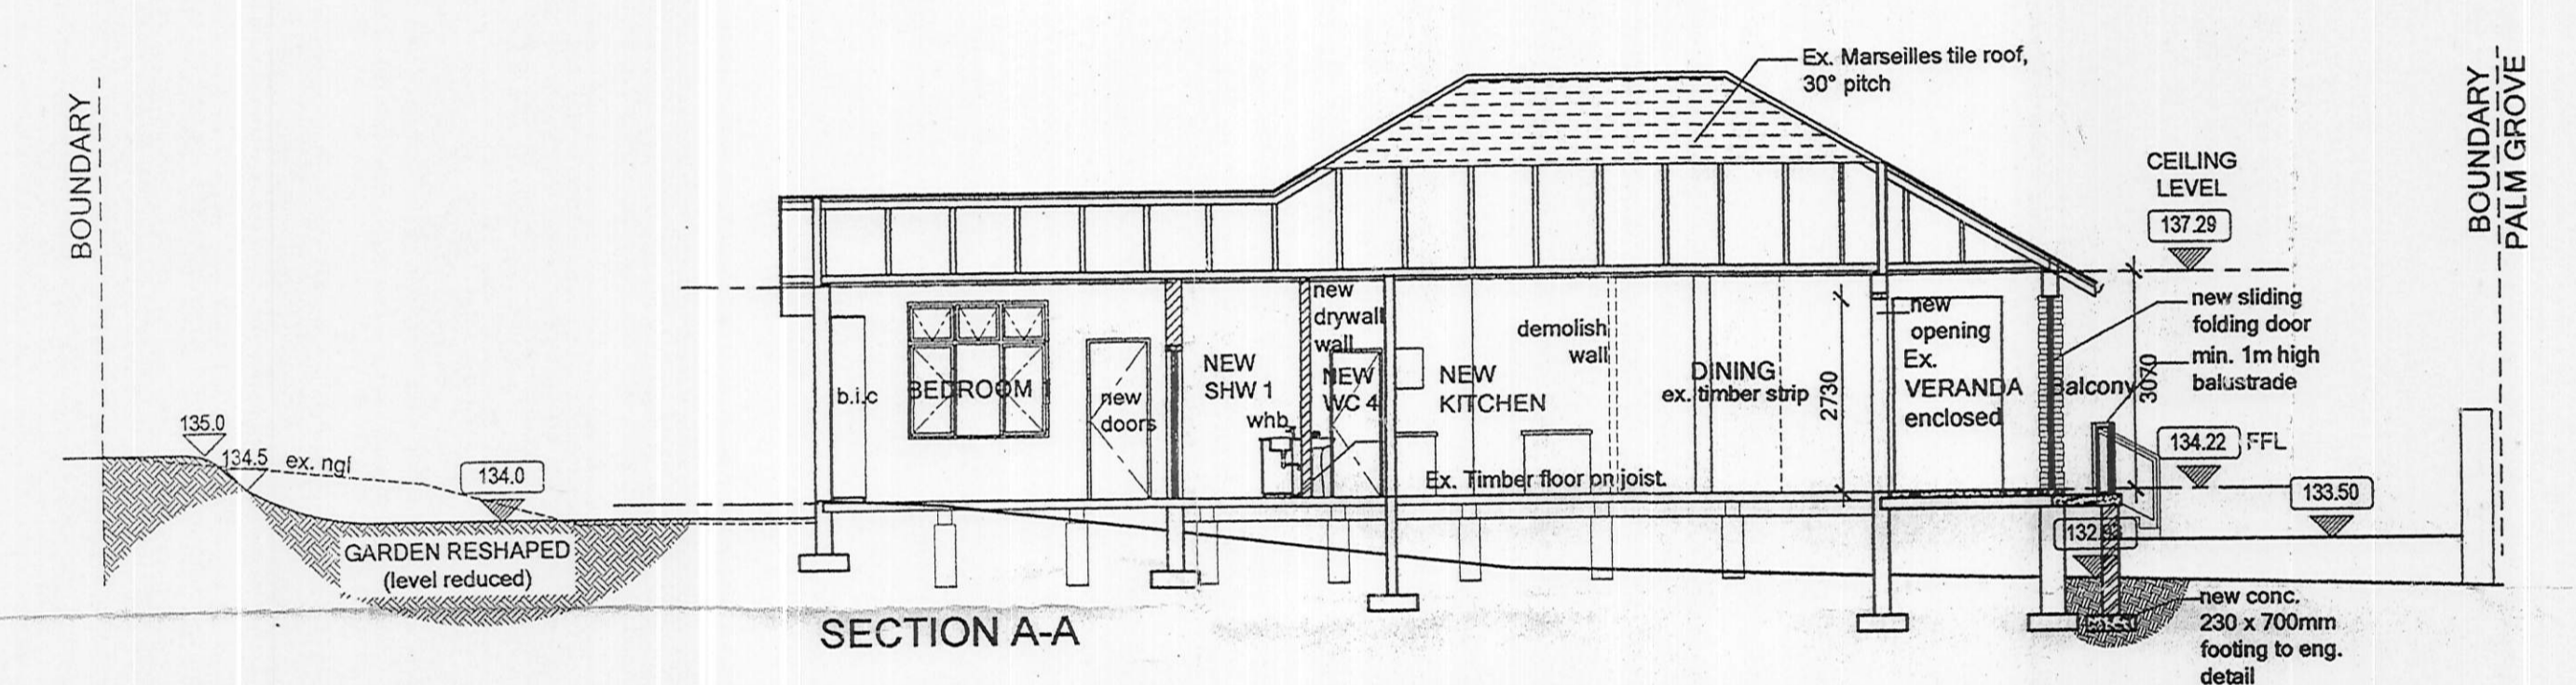 BOUNDARY
135.0
134.5
ex. ngl
134.0
GARDEN RESHAPED
(level reduced)
b.i.c
BEDROOM 1
new
doors
NEW
SHW 1
whb
new
drywall
wall
NEW
WC 4
NEW
KITCHEN
demolish
wall
DINING
ex. timber strip
Ex. Timber floor on joist.
2730
new
opening
Ex.
VERANDA
enclosed
Balcony
Ex. Marseilles tile roof,
30° pitch
CEILING
LEVEL
137.29
new sliding
folding door
min. 1m high
balustrade
3070
134.22 FFL
133.50
new conc.
230 x 700mm
footing to eng.
detail
BOUNDARY
PALM GROVE
SECTION A-A